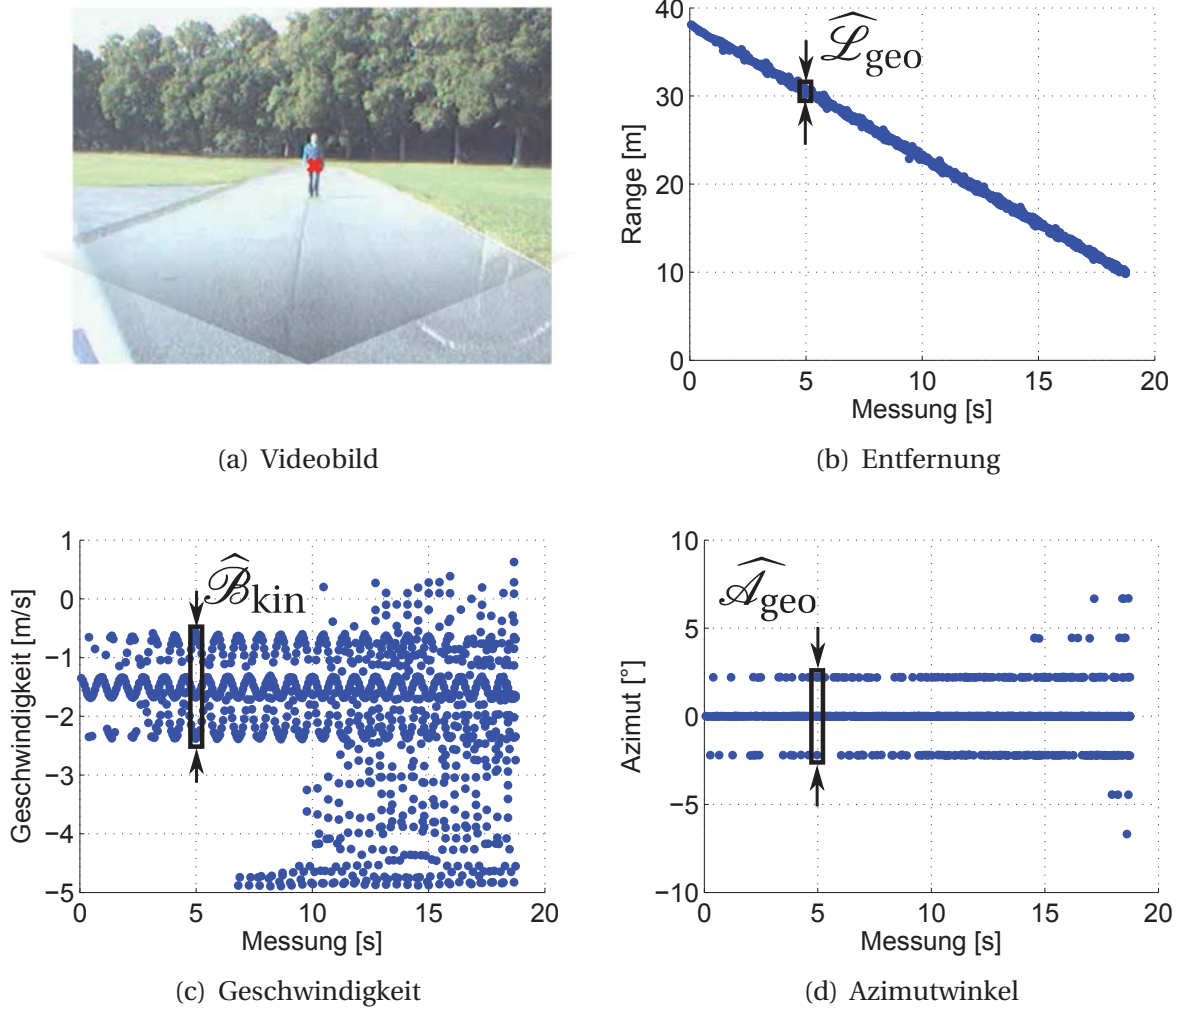 40
30
20
10
0
0 5 10 15 20
Range [m]
Messung [s]
ℒ̂geo
(a) Videobild
(b) Entfernung
1
0
−1
−2
−3
−4
−5
0 5 10 15 20
Geschwindigkeit [m/s]
Messung [s]
ℬ̂kin
10
5
0
−5
−10
0 5 10 15 20
Azimut [°]
Messung [s]
𝒜̂geo
(c) Geschwindigkeit
(d) Azimutwinkel